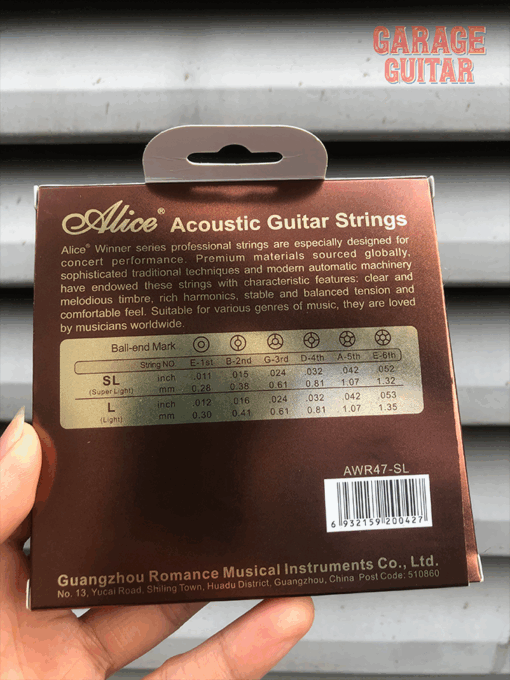 GARAGE
GUITAR
Alice® Acoustic Guitar Strings
Alice® Winner series professional strings are especially designed for
concert performance. Premium materials sourced globally,
sophisticated traditional techniques and modern automatic machinery
have endowed these strings with characteristic features: clear and
melodious timbre, rich harmonics, stable and balanced tension and
comfortable feel. Suitable for various genres of music, they are loved
by musicians worldwide.
Ball-end Mark
String NO. E-1st B-2nd G-3rd D-4th A-5th E-6th
SL inch .011 .015 .024 .032 .042 .052
(Super Light) mm 0.28 0.38 0.61 0.81 1.07 1.32
L inch .012 .016 .024 .032 .042 .053
(Light) mm 0.30 0.41 0.61 0.81 1.07 1.35
AWR47-SL
6 932159 200427
Guangzhou Romance Musical Instruments Co., Ltd.
No. 13, Yucai Road, Shiling Town, Huadu District, Guangzhou, China Post Code: 510860